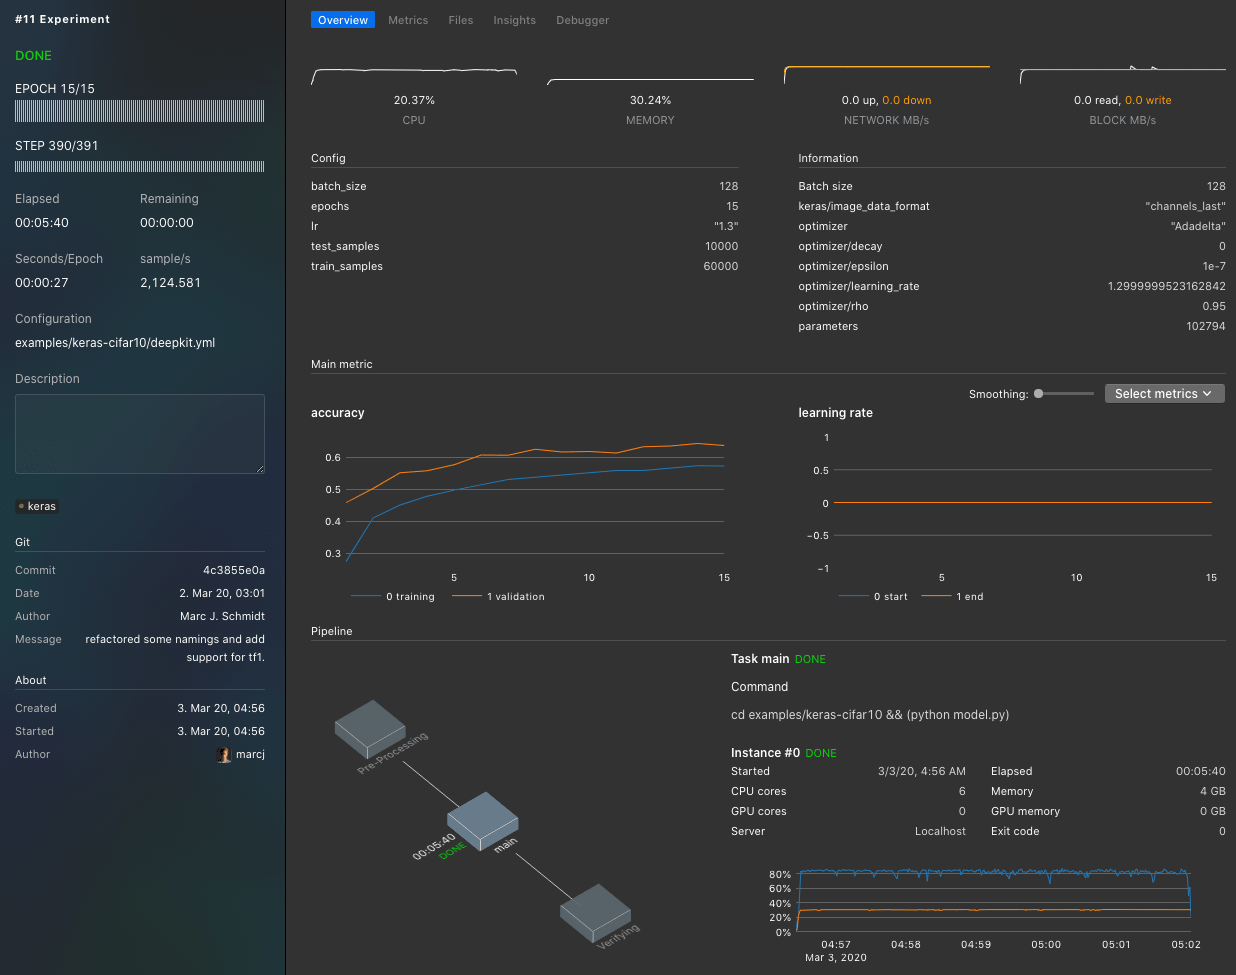 #11 Experiment
DONE
EPOCH 15/15
STEP 390/391
Elapsed Remaining
00:05:40 00:00:00
Seconds/Epoch sample/s
00:00:27 2,124.581
Configuration
examples/keras-cifar10/deepkit.yml
Description
keras
Git
Commit 4c3855e0a
Date 2. Mar 20, 03:01
Author Marc J. Schmidt
Message refactored some namings and add
support for tf1.
About
Created 3. Mar 20, 04:56
Started 3. Mar 20, 04:56
Author marcj
Overview Metrics Files Insights Debugger
20.37% 30.24% 0.0 up, 0.0 down 0.0 read, 0.0 write
CPU MEMORY NETWORK MB/s BLOCK MB/s
Config
batch_size 128
epochs 15
lr "1.3"
test_samples 10000
train_samples 60000
Information
Batch size 128
keras/image_data_format "channels_last"
optimizer "Adadelta"
optimizer/decay 0
optimizer/epsilon 1e-7
optimizer/learning_rate 1.2999999523162842
optimizer/rho 0.95
parameters 102794
Main metric
Smoothing: Select metrics
accuracy
0.6
0.5
0.4
0.3
5 10 15
0 training 1 validation
learning rate
1
0.5
0
−0.5
−1
5 10 15
0 start 1 end
Pipeline
Pre-Processing
00:05:40
DONE
main
Verifying
Task main DONE
Command
cd examples/keras-cifar10 && (python model.py)
Instance #0 DONE
Started 3/3/20, 4:56 AM Elapsed 00:05:40
CPU cores 6 Memory 4 GB
GPU cores 0 GPU memory 0 GB
Server Localhost Exit code 0
80%
60%
40%
20%
0%
04:57 04:58 04:59 05:00 05:01 05:02
Mar 3, 2020